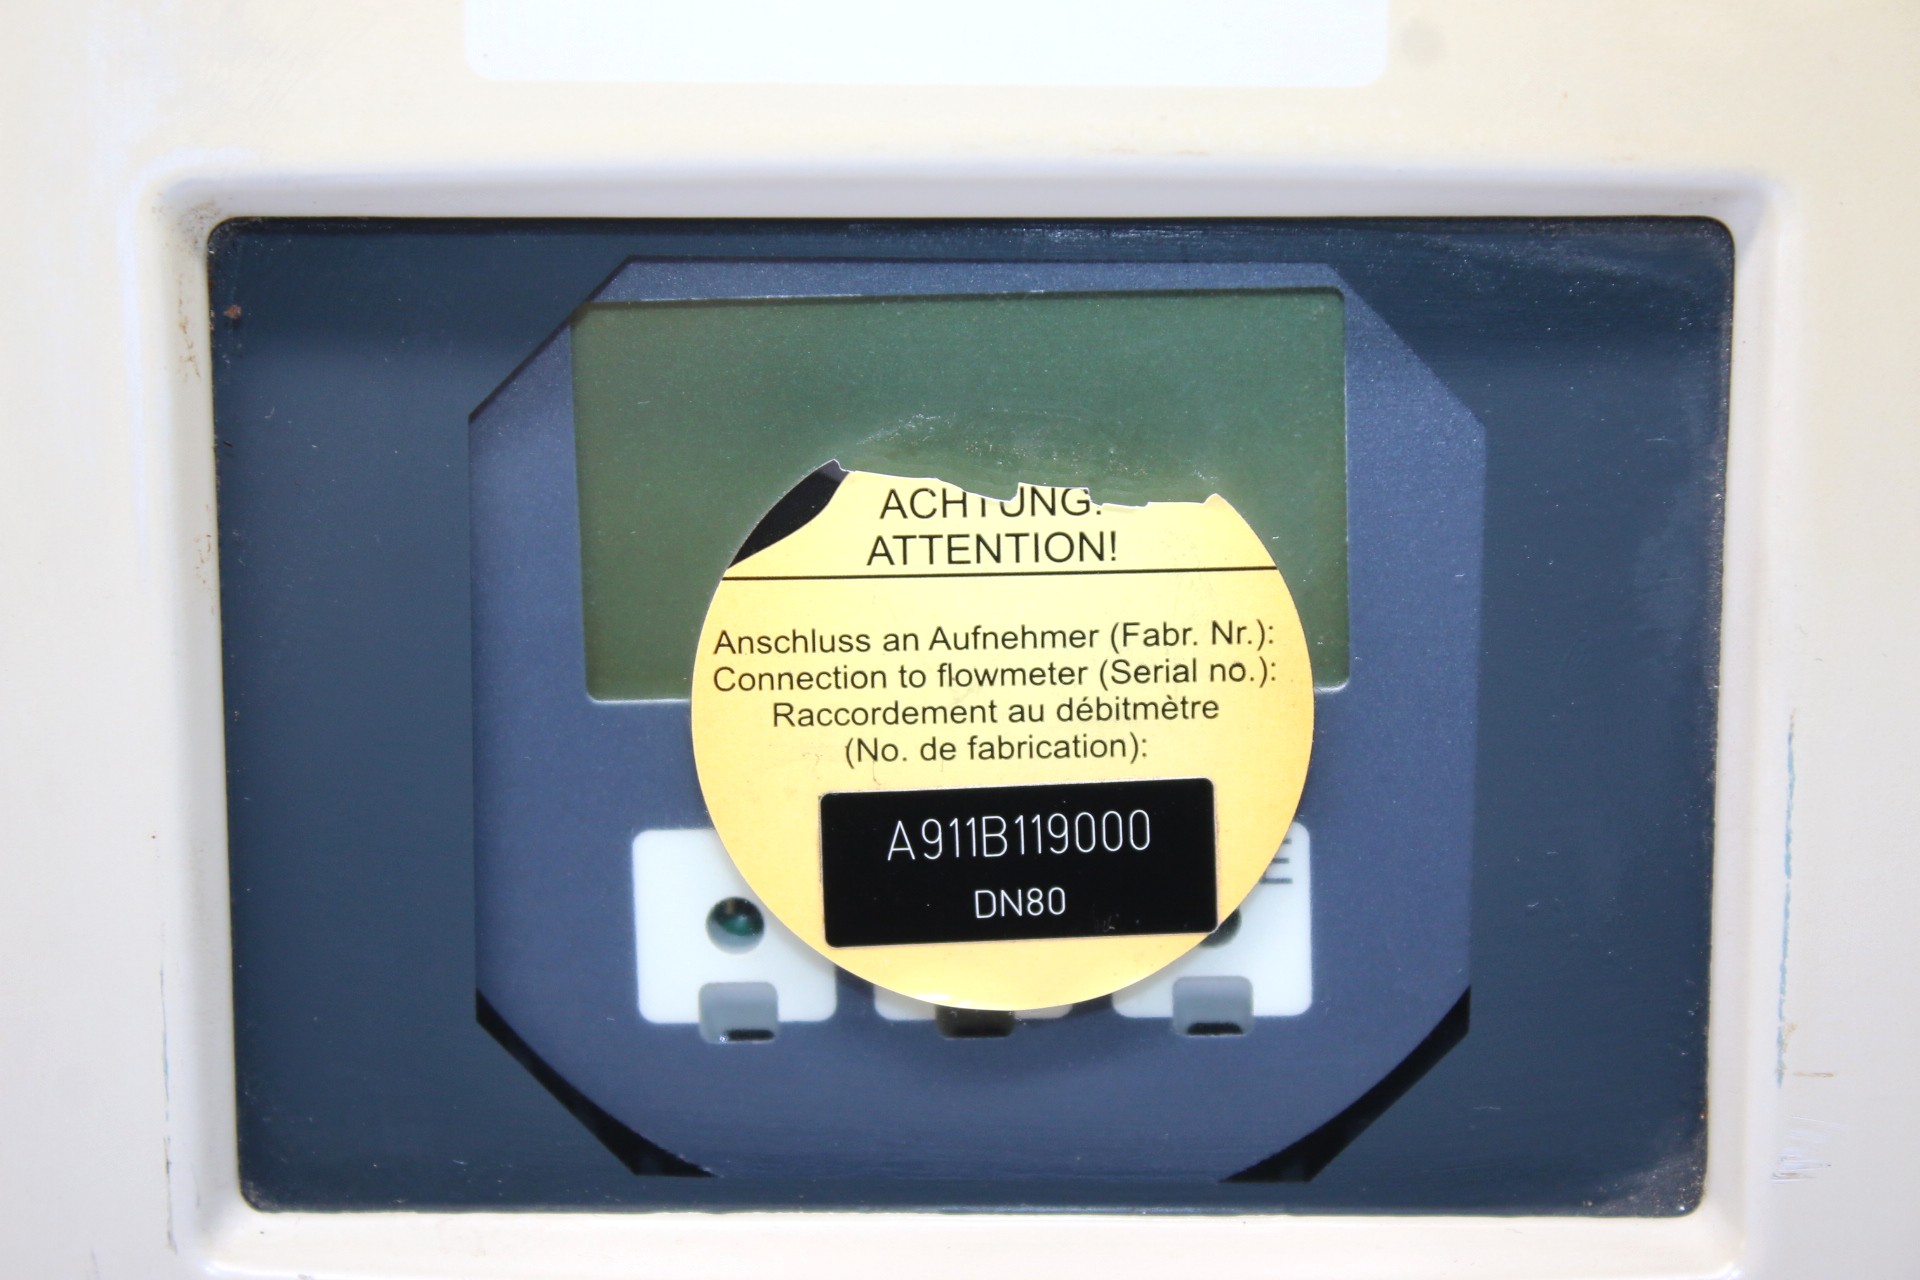 ACHTUNG!
ATTENTION!
Anschluss an Aufnehmer (Fabr. Nr.):
Connection to flowmeter (Serial no.):
Raccordement au débitmètre
(No. de fabrication):
A911B119000
DN80